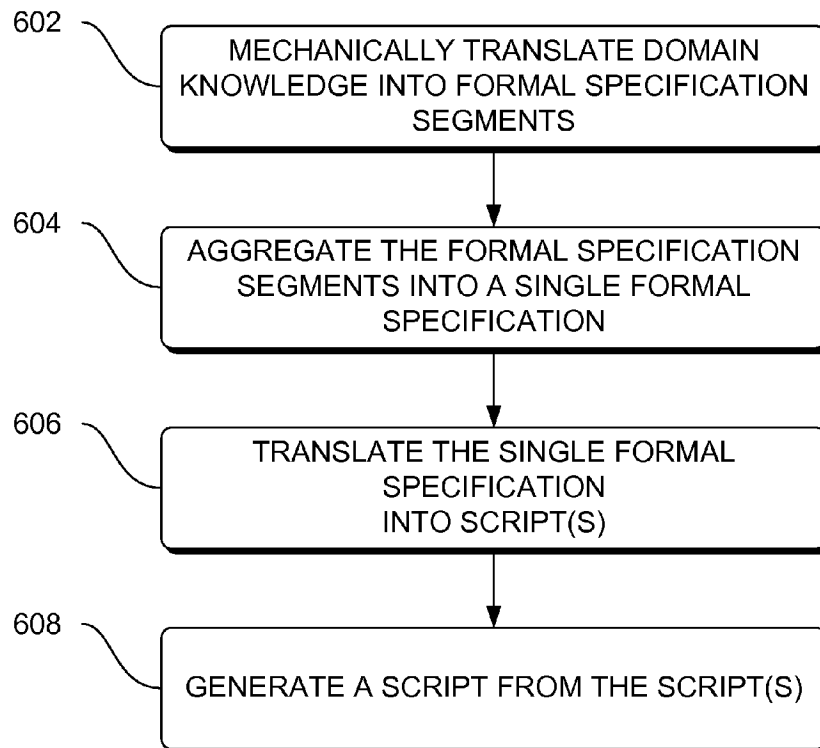 602
MECHANICALLY TRANSLATE DOMAIN
KNOWLEDGE INTO FORMAL SPECIFICATION
SEGMENTS
604
AGGREGATE THE FORMAL SPECIFICATION
SEGMENTS INTO A SINGLE FORMAL
SPECIFICATION
606
TRANSLATE THE SINGLE FORMAL
SPECIFICATION
INTO SCRIPT(S)
608
GENERATE A SCRIPT FROM THE SCRIPT(S)